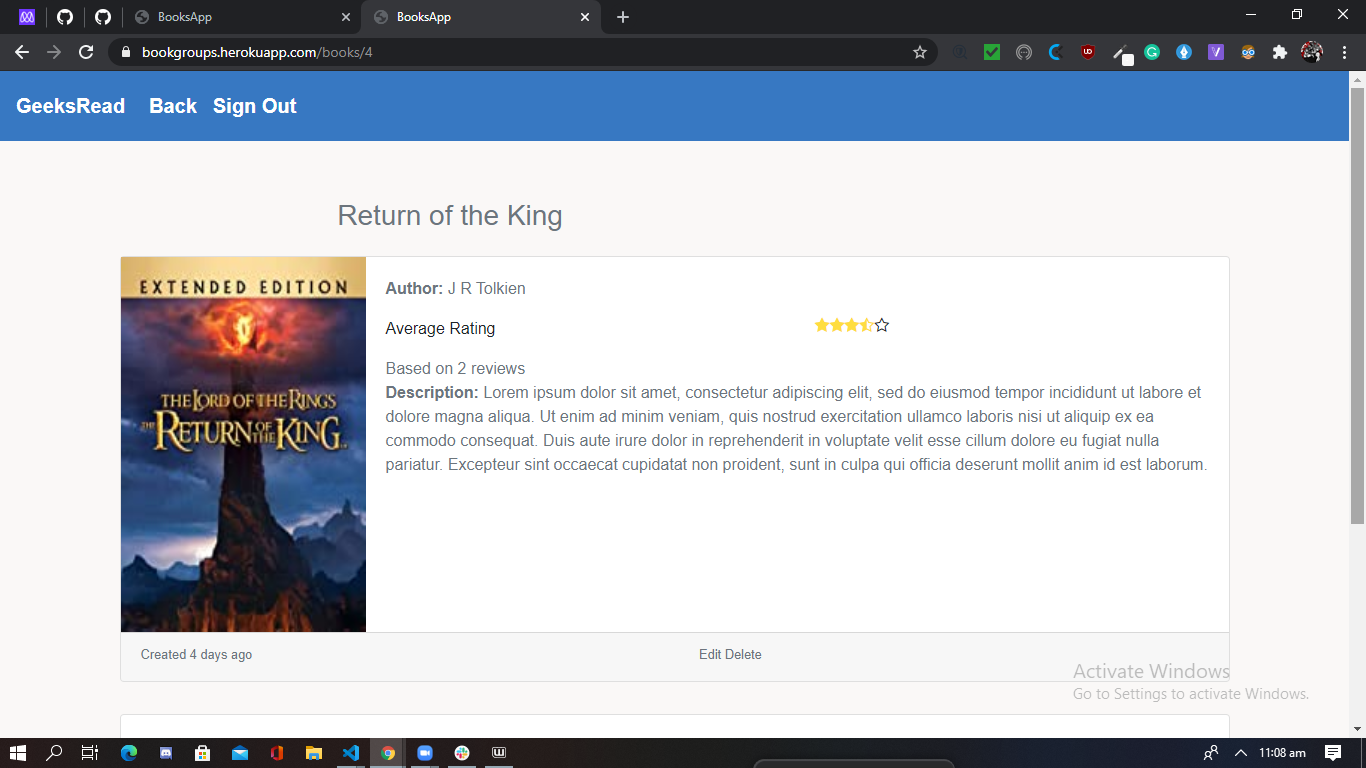 BooksApp
BooksApp
bookgroups.herokuapp.com/books/4
GeeksRead Back Sign Out
Return of the King
EXTENDED EDITION
THE LORD OF THE RINGS
THE RETURN OF THE KING
Author: J R Tolkien
Average Rating
Based on 2 reviews
Description: Lorem ipsum dolor sit amet, consectetur adipiscing elit, sed do eiusmod tempor incididunt ut labore et
dolore magna aliqua. Ut enim ad minim veniam, quis nostrud exercitation ullamco laboris nisi ut aliquip ex ea
commodo consequat. Duis aute irure dolor in reprehenderit in voluptate velit esse cillum dolore eu fugiat nulla
pariatur. Excepteur sint occaecat cupidatat non proident, sunt in culpa qui officia deserunt mollit anim id est laborum.
Created 4 days ago
Edit Delete
Activate Windows
Go to Settings to activate Windows.
11:08 am